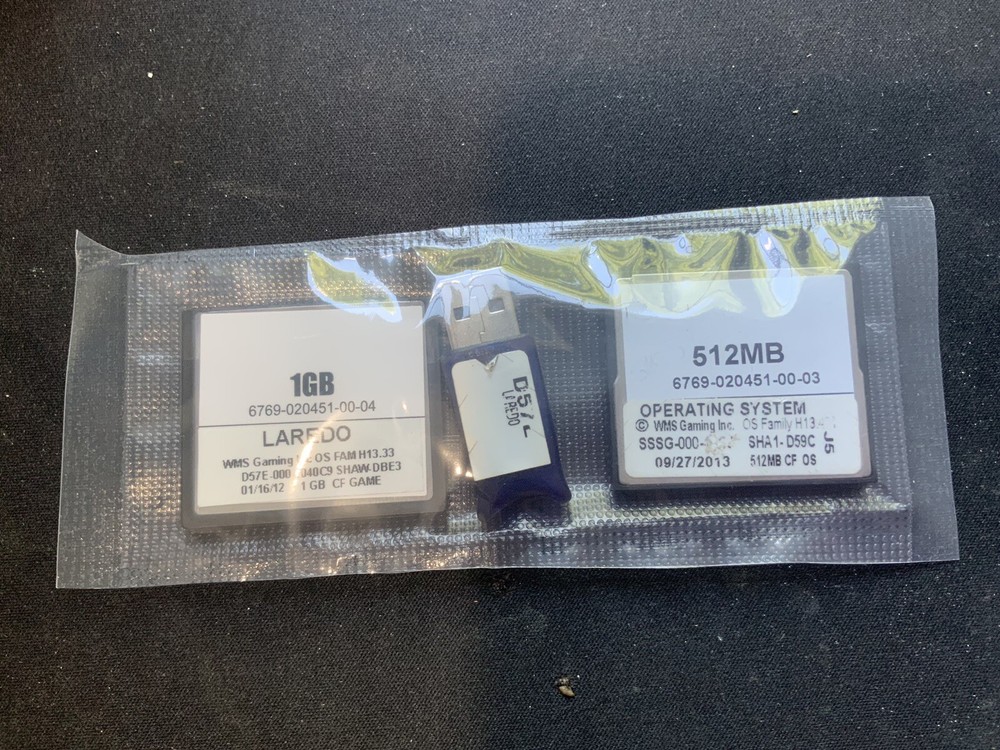 1GB
6769-020451-00-04
LAREDO
WMS Gaming OS FAM H13.33
D57E-000 040C9 SHAW-DBE3
01/16/12 1 GB CF GAME
LAREDO
512MB
6769-020451-00-03
OPERATING SYSTEM
© WMS Gaming Inc. OS Family
SSSG-000- SHA1- D59C
09/27/2013 512MB CF OS
J5